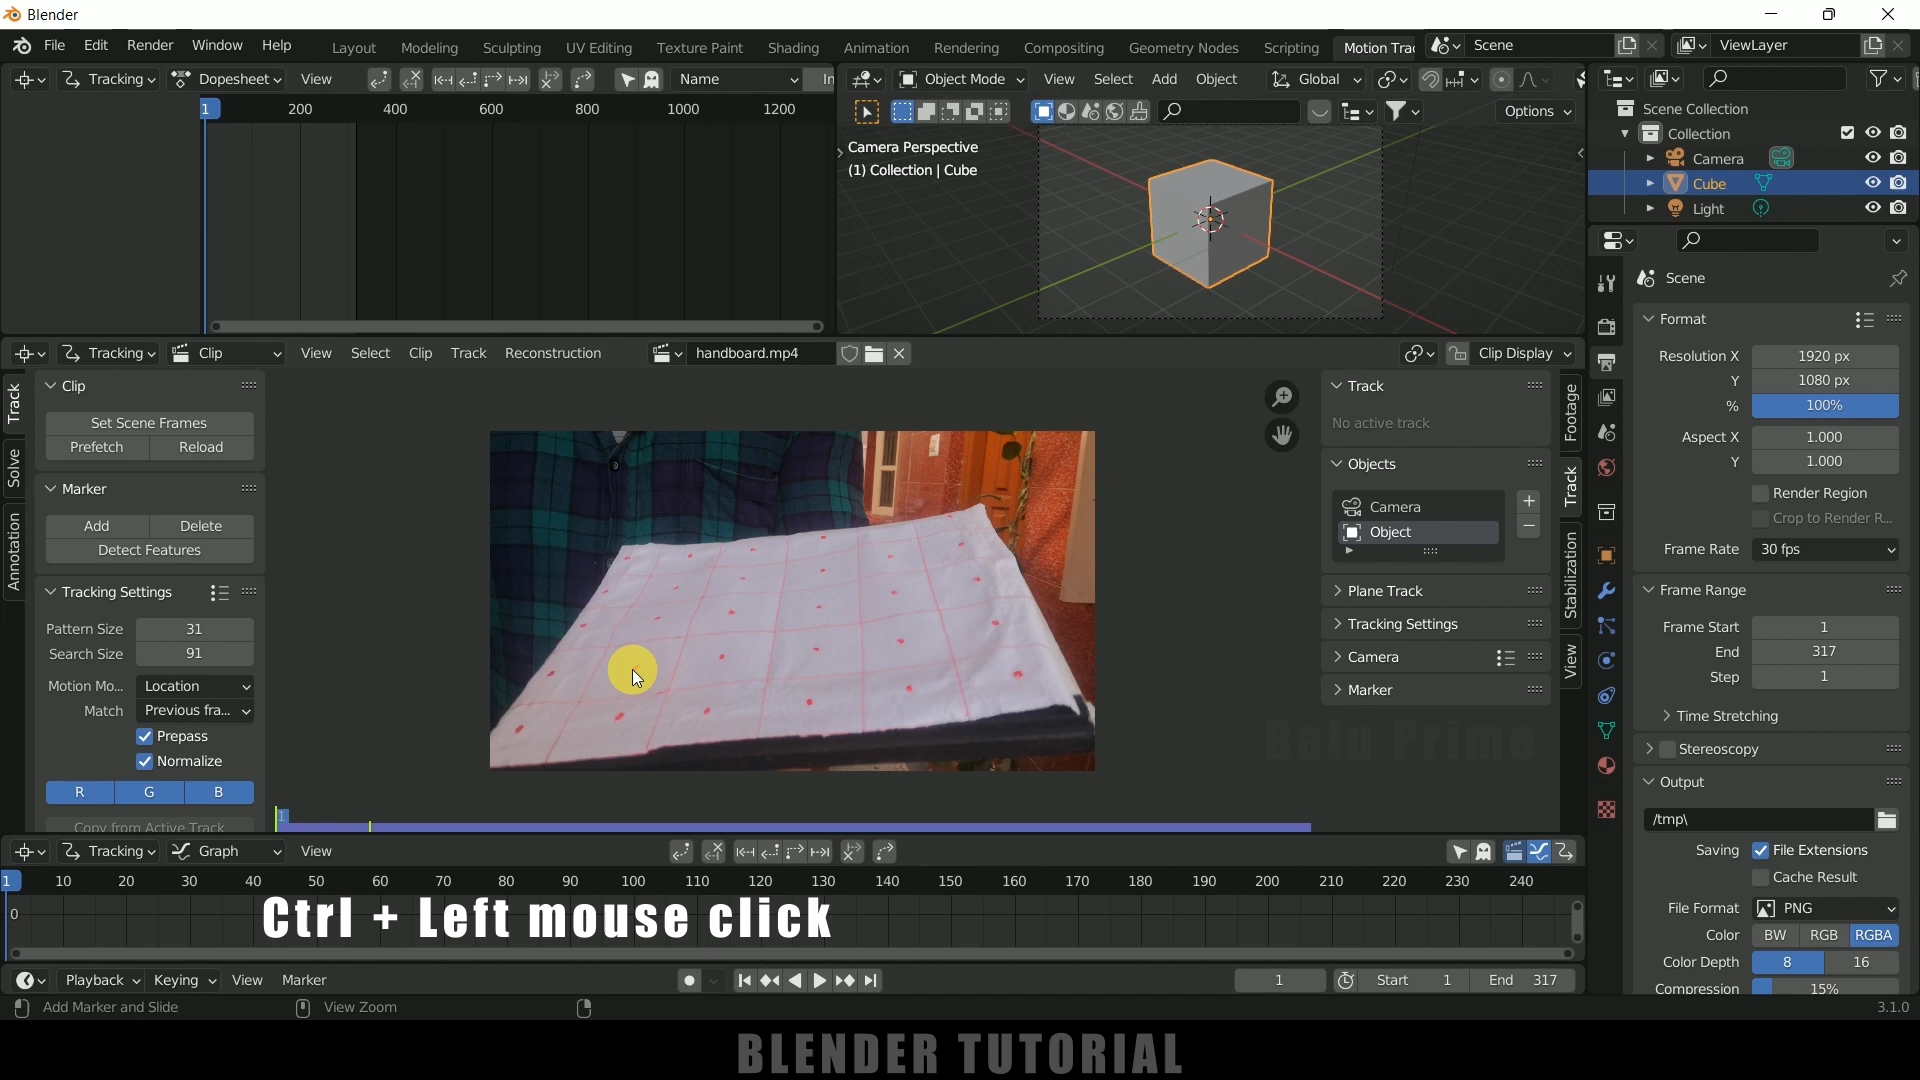 Blender
File Edit Render Window Help Layout Modeling Sculpting UV Editing Texture Paint Shading Animation Rendering Compositing Geometry Nodes Scripting Motion Trac Scene ViewLayer
Tracking Dopesheet View Name In
Object Mode View Select Add Object Global
1 200 400 600 800 1000 1200
Options
Camera Perspective
(1) Collection | Cube
Scene Collection
Collection
Camera
Cube
Light
Scene
Format
Resolution X 1920 px
Y 1080 px
% 100%
Aspect X 1.000
Y 1.000
Render Region
Crop to Render R...
Frame Rate 30 fps
Frame Range
Frame Start 1
End 317
Step 1
Time Stretching
Stereoscopy
Output
/tmp\
Saving File Extensions
Cache Result
File Format PNG
Color BW RGB RGBA
Color Depth 8 16
Compression 15%
Tracking Clip View Select Clip Track Reconstruction handboard.mp4 Clip Display
Track
Solve
Annotation
Clip
Set Scene Frames
Prefetch Reload
Marker
Add Delete
Detect Features
Tracking Settings
Pattern Size 31
Search Size 91
Motion Mo... Location
Match Previous fra...
Prepass
Normalize
R G B
Copy from Active Track
1
Track
No active track
Objects
Camera
Object
Plane Track
Tracking Settings
Camera
Marker
Footage
Track
Stabilization
View
Balu Prime
Tracking Graph View
1 10 20 30 40 50 60 70 80 90 100 110 120 130 140 150 160 170 180 190 200 210 220 230 240
0
Ctrl + Left mouse click
Playback Keying View Marker 1 Start 1 End 317
Add Marker and Slide View Zoom 3.1.0
BLENDER TUTORIAL